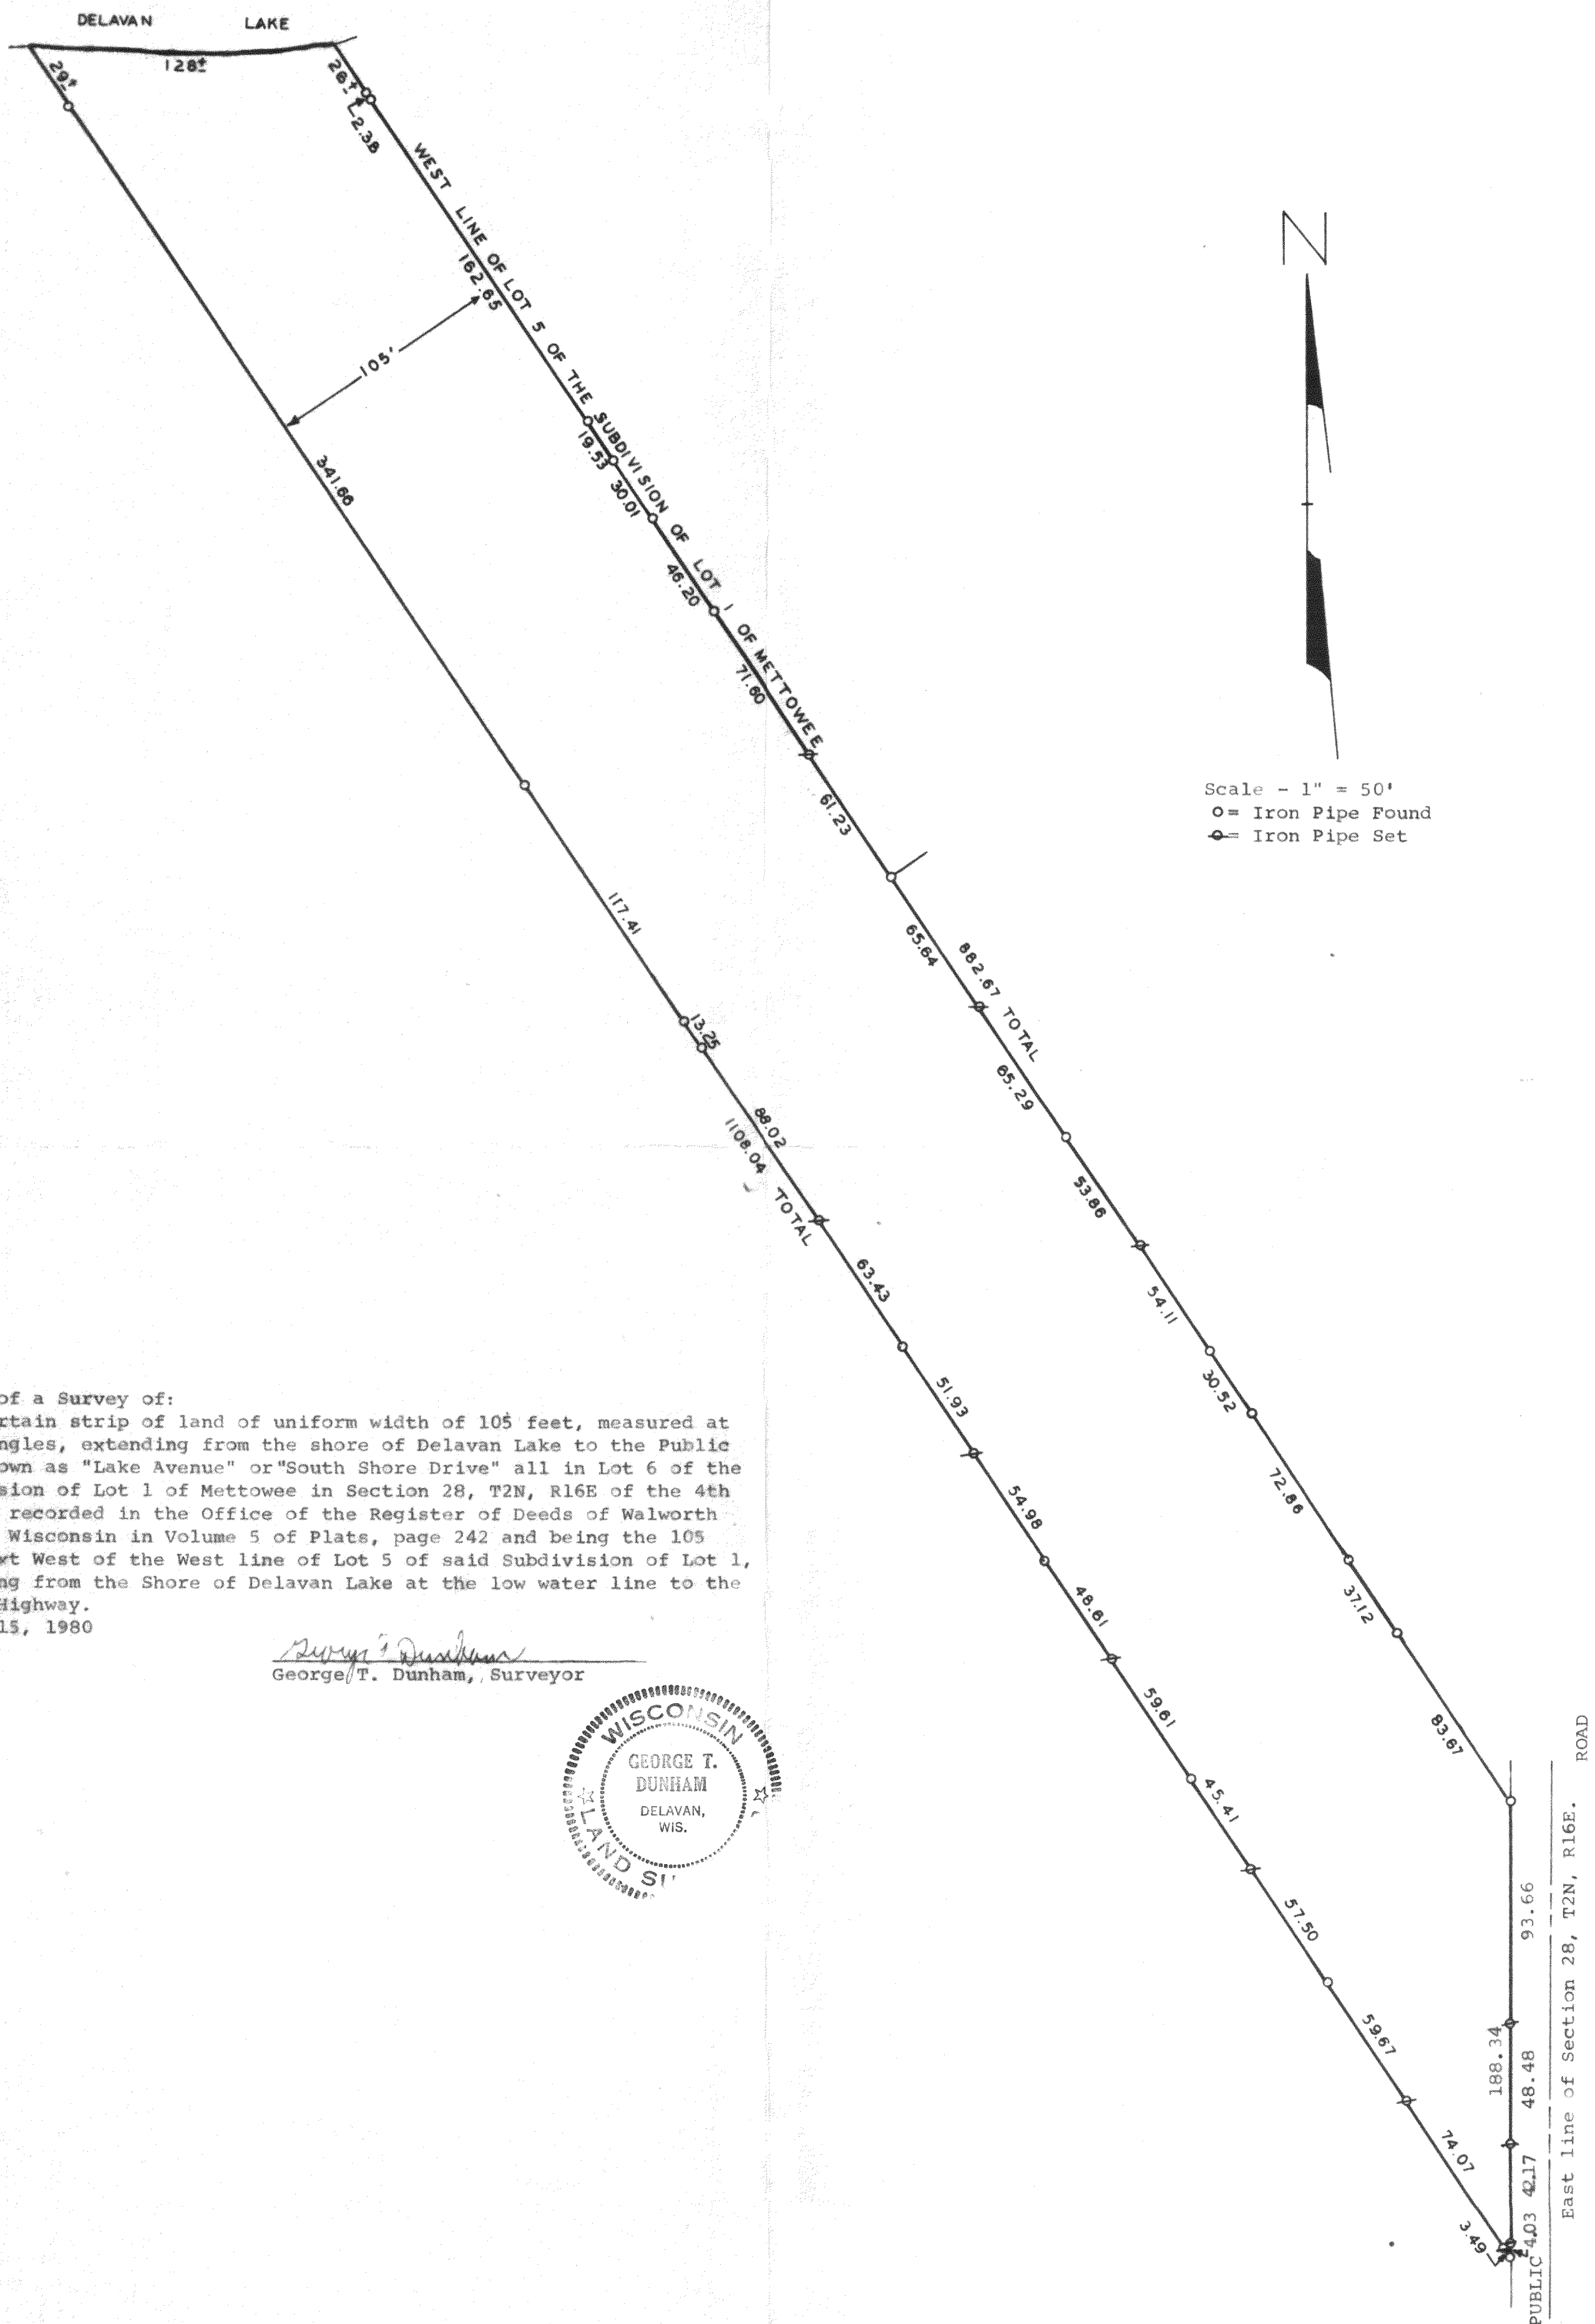 DELAVAN LAKE
128±
29±
28±
2.38
WEST LINE OF LOT 5 OF THE SUBDIVISION OF LOT 1 OF METTOWEE
162.65
105'
341.66
19.53
30.01
46.20
71.60
61.23
N
Scale - 1" = 50'
o= Iron Pipe Found
o= Iron Pipe Set
117.41
13.25
65.64
882.67 TOTAL
65.29
88.02
1108.04 TOTAL
53.86
63.43
54.11
51.93
30.52
54.98
72.86
48.61
37.12
59.61
83.67
45.41
57.50
59.67
74.07
3.49
of a Survey of:
rtain strip of land of uniform width of 105 feet, measured at
ngles, extending from the shore of Delavan Lake to the Public
own as "Lake Avenue" or "South Shore Drive" all in Lot 6 of the
sion of Lot 1 of Mettowee in Section 28, T2N, R16E of the 4th
recorded in the Office of the Register of Deeds of Walworth
Wisconsin in Volume 5 of Plats, page 242 and being the 105
xt West of the West line of Lot 5 of said Subdivision of Lot 1,
ng from the Shore of Delavan Lake at the low water line to the
Highway.
15, 1980
George T. Dunham
George T. Dunham, Surveyor
WISCONSIN
GEORGE T.
DUNHAM
DELAVAN,
WIS.
LAND SU
93.66
188.34
48.48
42.17
4.03
PUBLIC ROAD
East line of Section 28, T2N, R16E.